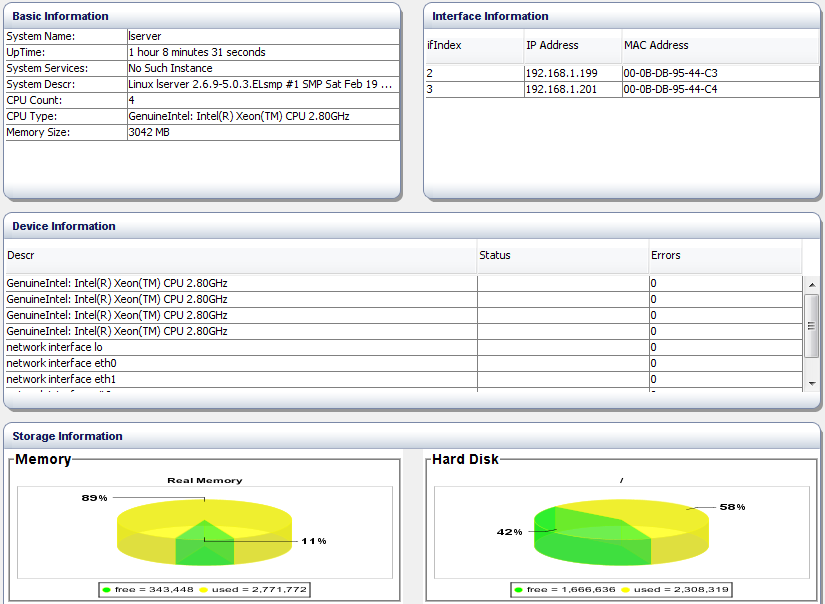 Basic Information
System Name: lserver
UpTime: 1 hour 8 minutes 31 seconds
System Services: No Such Instance
System Descr: Linux lserver 2.6.9-5.0.3.ELsmp #1 SMP Sat Feb 19 ...
CPU Count: 4
CPU Type: GenuineIntel: Intel(R) Xeon(TM) CPU 2.80GHz
Memory Size: 3042 MB
Interface Information
ifIndex IP Address MAC Address
2 192.168.1.199 00-0B-DB-95-44-C3
3 192.168.1.201 00-0B-DB-95-44-C4
Device Information
Descr Status Errors
GenuineIntel: Intel(R) Xeon(TM) CPU 2.80GHz 0
GenuineIntel: Intel(R) Xeon(TM) CPU 2.80GHz 0
GenuineIntel: Intel(R) Xeon(TM) CPU 2.80GHz 0
GenuineIntel: Intel(R) Xeon(TM) CPU 2.80GHz 0
network interface lo 0
network interface eth0 0
network interface eth1 0
Storage Information
Memory
Real Memory
89%
11%
free = 343,448 used = 2,771,772
Hard Disk
/
58%
42%
free = 1,666,636 used = 2,308,319